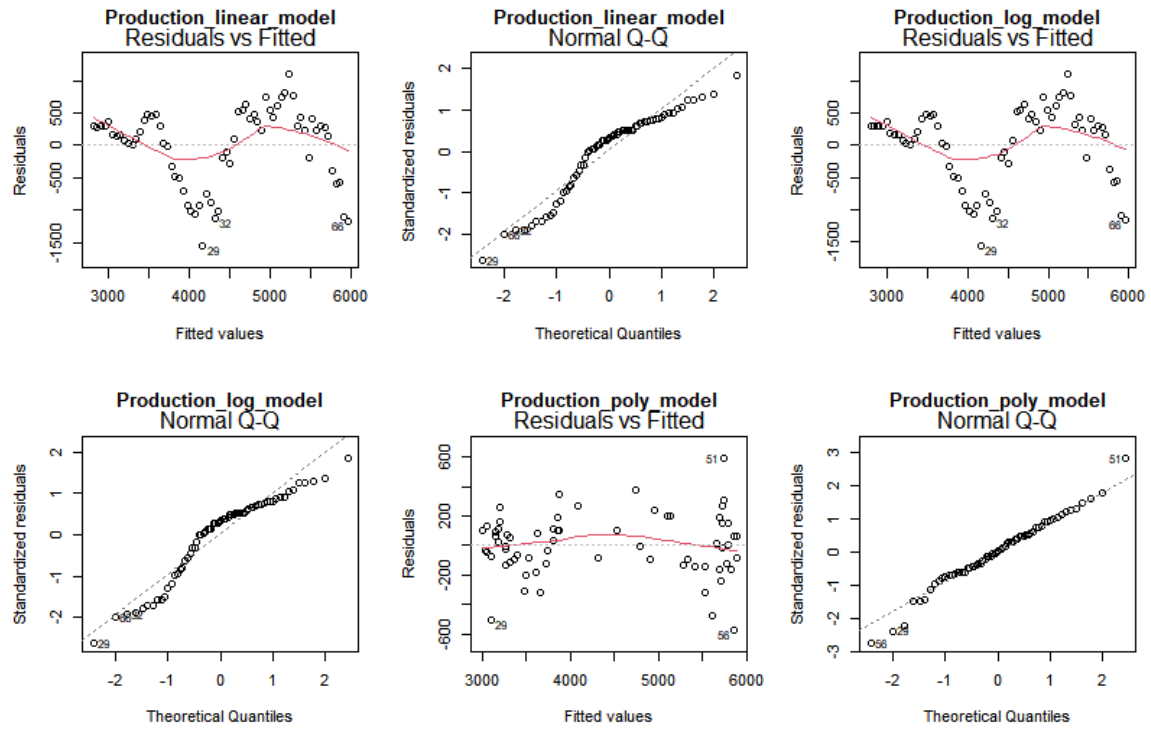 Production_linear_model
Residuals vs Fitted
Residuals
500
0
-500
-1500
32
66
29
3000 4000 5000 6000
Fitted values
Production_linear_model
Normal Q-Q
Standardized residuals
2
1
0
-1
-2
29
-2 -1 0 1 2
Theoretical Quantiles
Production_log_model
Residuals vs Fitted
Residuals
500
0
-500
-1500
32
66
29
3000 4000 5000 6000
Fitted values
Production_log_model
Normal Q-Q
Standardized residuals
2
1
0
-1
-2
29
-2 -1 0 1 2
Theoretical Quantiles
Production_poly_model
Residuals vs Fitted
Residuals
600
200
-200
-600
51
29
56
3000 4000 5000 6000
Fitted values
Production_poly_model
Normal Q-Q
Standardized residuals
3
2
1
0
-1
-2
-3
51
29
56
-2 -1 0 1 2
Theoretical Quantiles